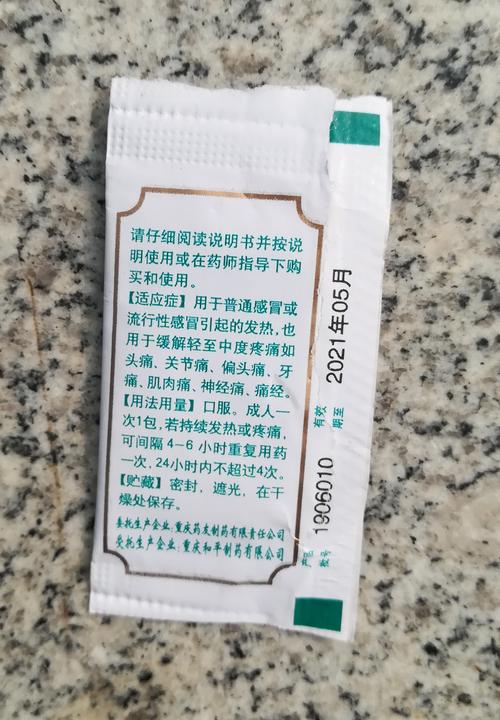 请仔细阅读说明书并按说
明使用或在药师指导下购
买和使用。
【适应症】用于普通感冒或
流行性感冒引起的发热,也
用于缓解轻至中度疼痛如
头痛、关节痛、偏头痛、牙
痛、肌肉痛、神经痛、痛经。
【用法用量】口服。成人一
次1包,若持续发热或疼痛,
可间隔4-6 小时重复用药
一次,24小时内不超过4次。
【贮藏】密封,遮光,在干
燥处保存。
委托生产企业:重庆药友制药有限责任公司
受托生产企业:重庆和平制药有限公司
产品
批号
1906010
有效
期至
2021年05月